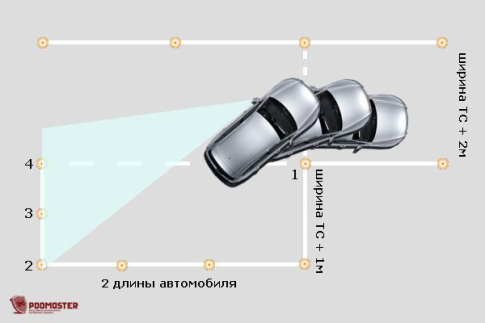 ширина ТС + 2м
4
1
3
ширина ТС + 1м
2
2 длины автомобиля
PODMOSTER